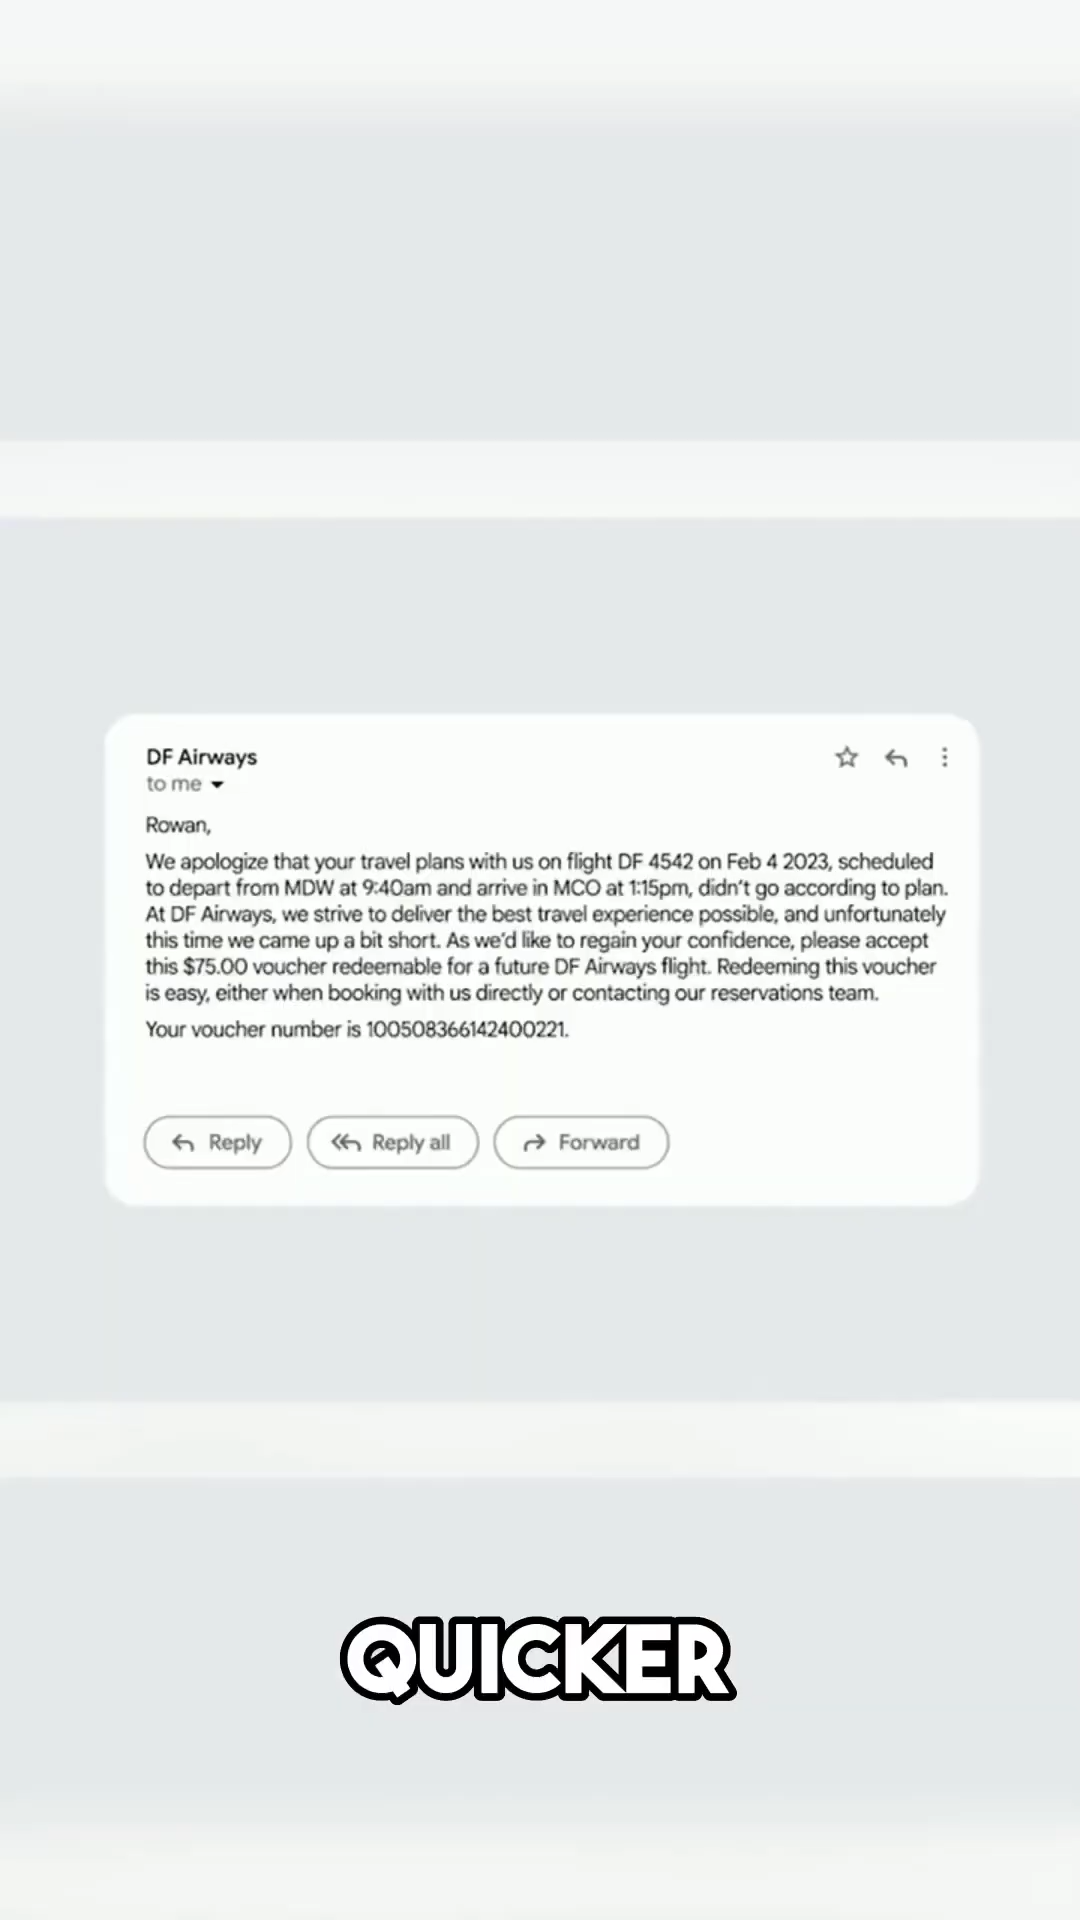 DF Airways
to me
Rowan,
We apologize that your travel plans with us on flight DF 4542 on Feb 4 2023, scheduled
to depart from MDW at 9:40am and arrive in MCO at 1:15pm, didn't go according to plan.
At DF Airways, we strive to deliver the best travel experience possible, and unfortunately
this time we came up a bit short. As we'd like to regain your confidence, please accept
this $75.00 voucher redeemable for a future DF Airways flight. Redeeming this voucher
is easy, either when booking with us directly or contacting our reservations team.
Your voucher number is 100508366142400221.
Reply
Reply all
Forward
QUICKER